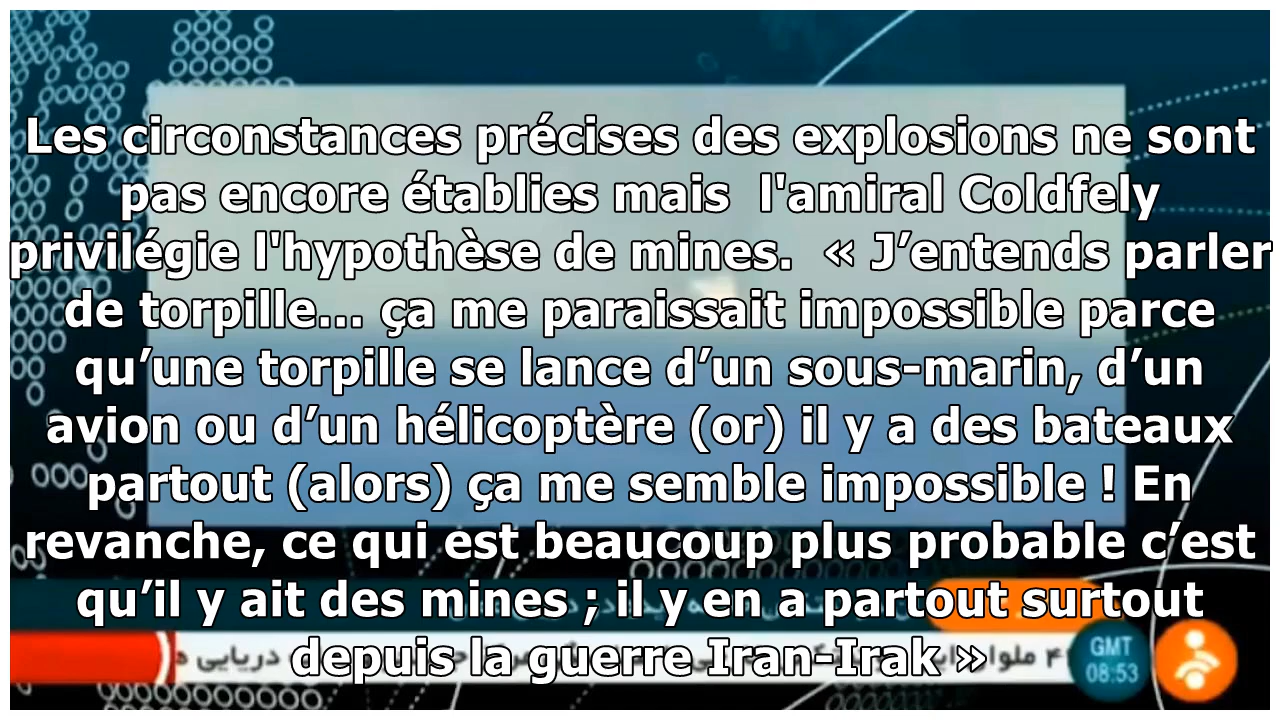 Les circonstances précises des explosions ne sont
pas encore établies mais  l'amiral Coldfely
privilégie l'hypothèse de mines.  « J’entends parler
de torpille... ça me paraissait impossible parce
qu’une torpille se lance d’un sous-marin, d’un
avion ou d’un hélicoptère (or) il y a des bateaux
partout (alors) ça me semble impossible ! En
revanche, ce qui est beaucoup plus probable c’est
qu’il y ait des mines ; il y en a partout surtout
depuis la guerre Iran-Irak »
دریایی
GMT
08:53